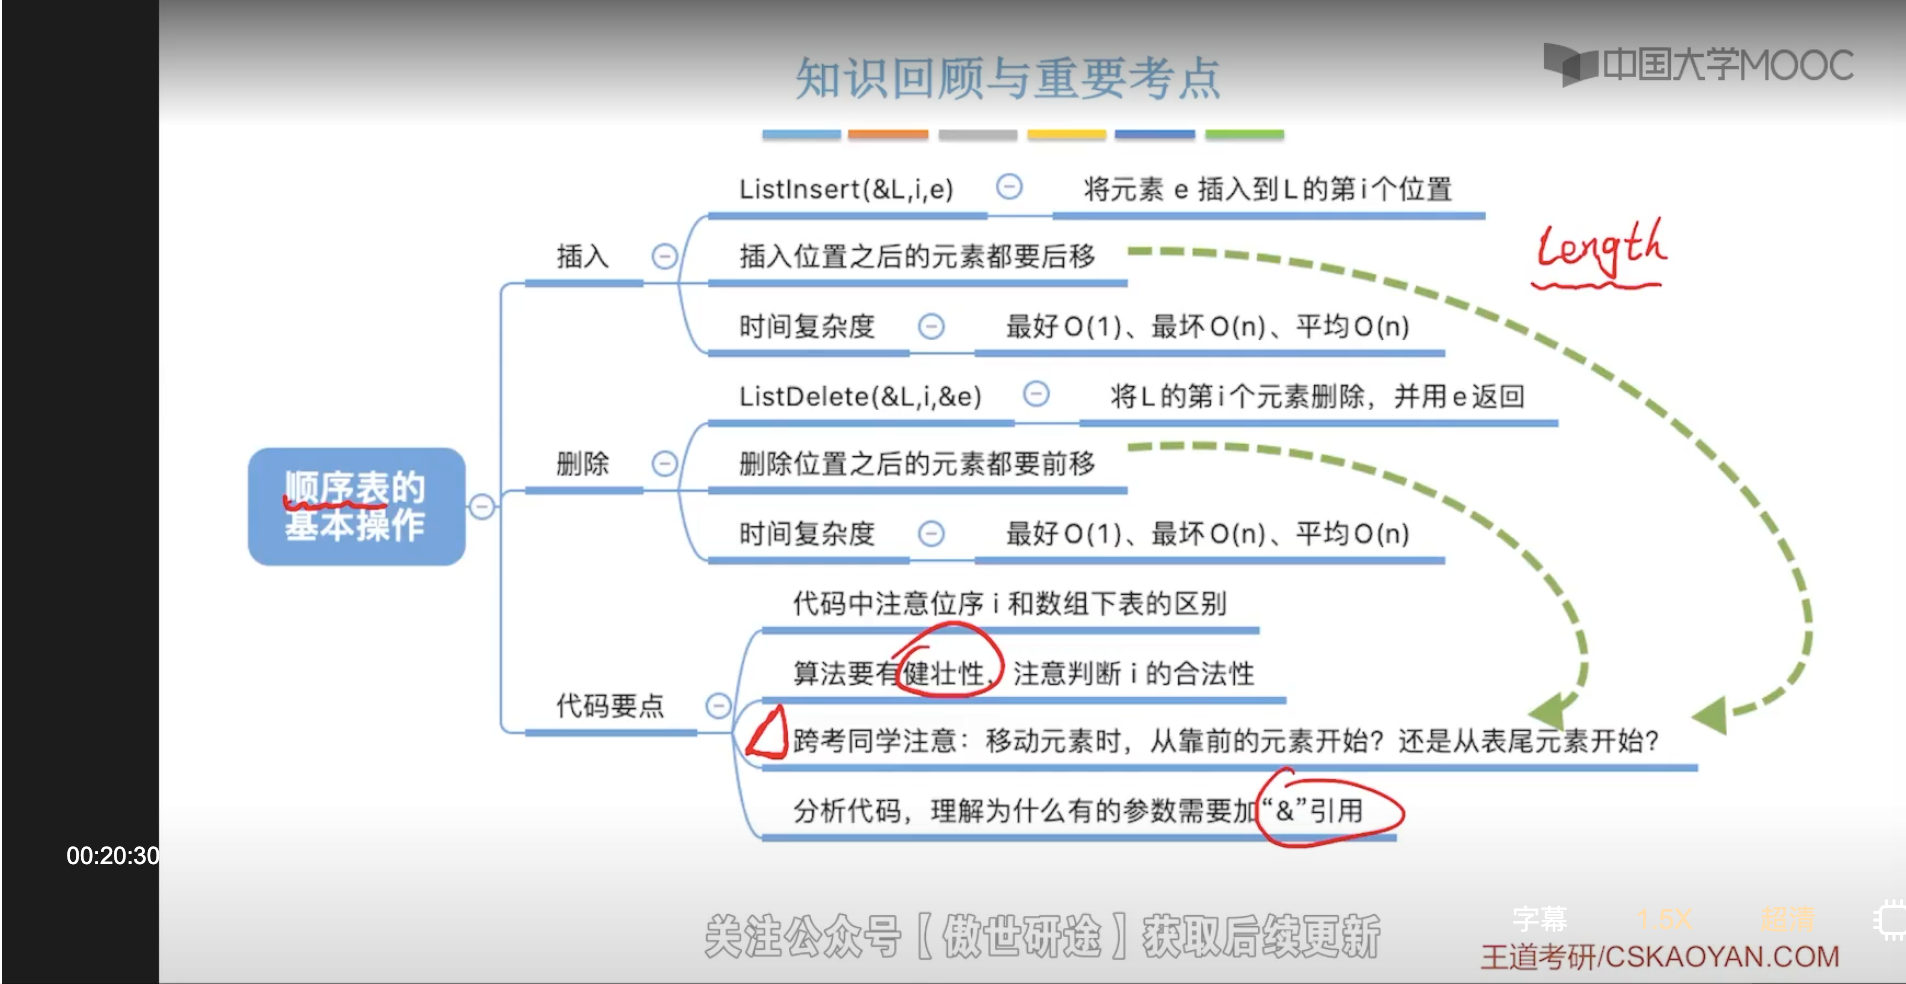 中国大学MOOC
知识回顾与重要考点
ListInsert(&L,i,e)
将元素 e 插入到L的第i个位置
Length
插入
插入位置之后的元素都要后移
时间复杂度
最好O(1)、最坏O(n)、平均O(n)
ListDelete(&L,i,&e)
将L的第i个元素删除，并用e返回
删除
删除位置之后的元素都要前移
时间复杂度
最好O(1)、最坏O(n)、平均O(n)
顺序表的
基本操作
代码中注意位序 i 和数组下表的区别
算法要有健壮性，注意判断 i 的合法性
代码要点
跨考同学注意：移动元素时，从靠前的元素开始？还是从表尾元素开始？
分析代码，理解为什么有的参数需要加“&”引用
00:20:30
关注公众号【傲世研途】获取后续更新
字幕
1.5X
超清
王道考研/CSKAOYAN.COM